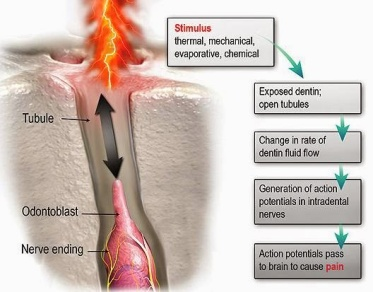 Stimulus
thermal, mechanical,
evaporative, chemical
Exposed dentin;
open tubules
Tubule
Change in rate of
dentin fluid flow
Generation of action
potentials in intradental
nerves
Odontoblast
Nerve ending
Action potentials pass
to brain to cause pain